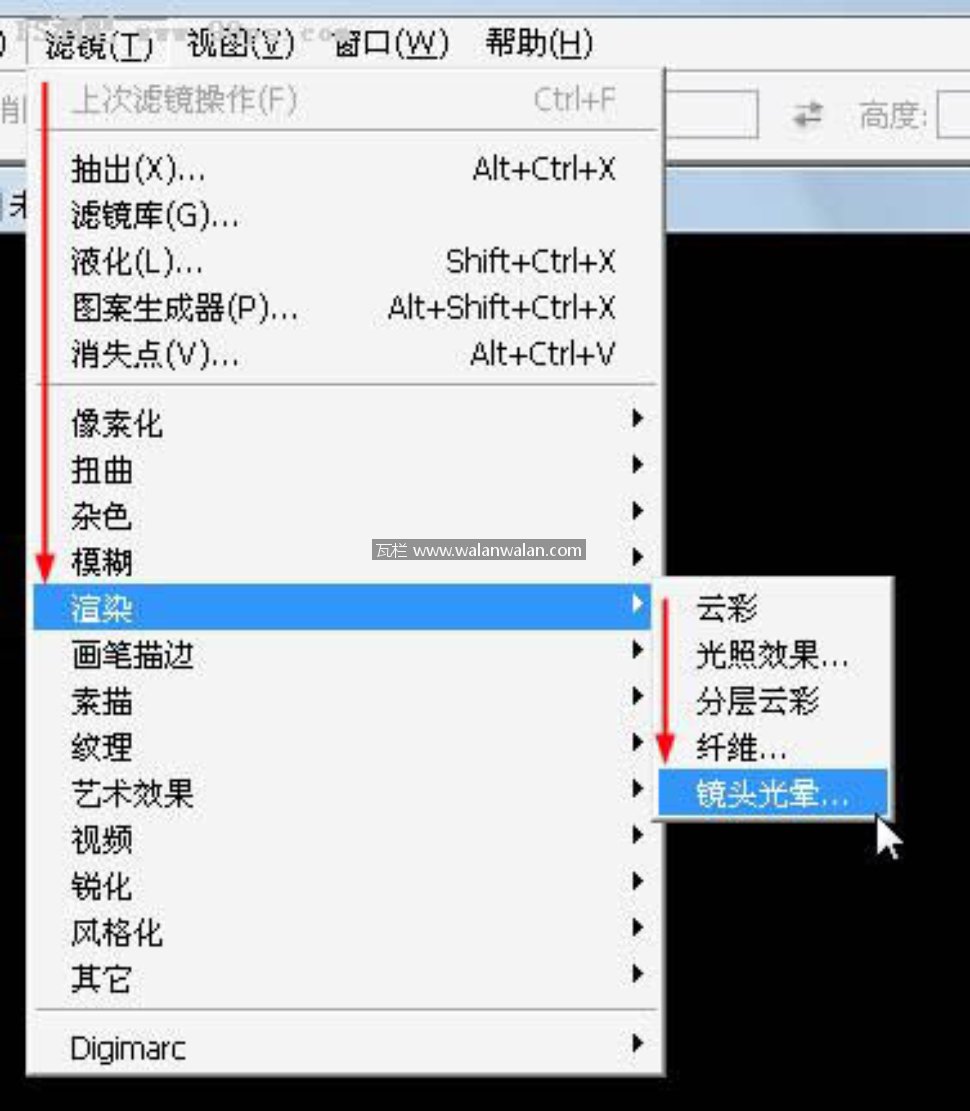 滤镜(T) 视图(V) 窗口(W) 帮助(H)
高度:
上次滤镜操作(F) Ctrl+F
抽出(X)... Alt+Ctrl+X
滤镜库(G)...
液化(L)... Shift+Ctrl+X
图案生成器(P)... Alt+Shift+Ctrl+X
消失点(V)... Alt+Ctrl+V
像素化
扭曲
杂色
模糊
瓦栏 www.walanwalan.com
渲染
画笔描边
素描
纹理
艺术效果
视频
锐化
风格化
其它
Digimarc
云彩
光照效果...
分层云彩
纤维...
镜头光晕...